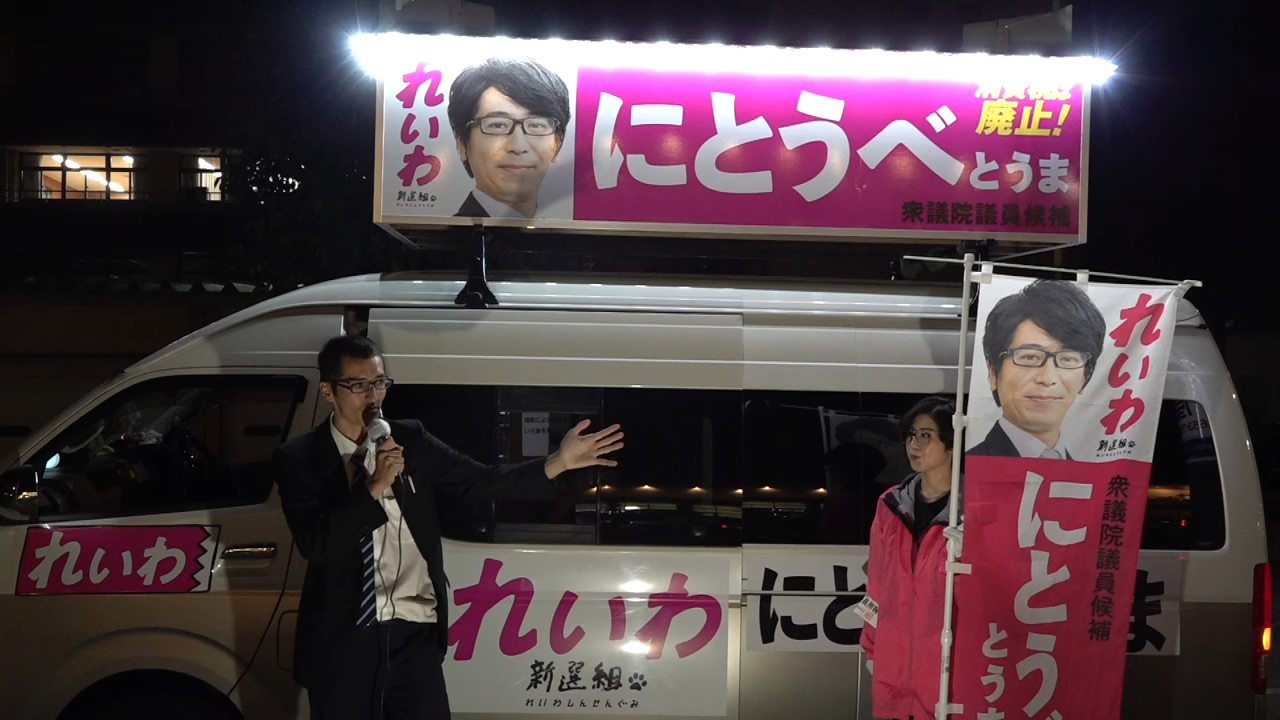 れいわ
新選組
にとうべ
とうま
廃止!
衆議院議員候補
れいわ
新選組
衆議院議員候補
にとうべ
とうま
れいわ
れいわ
新選組
れいわしんせんぐみ
にと
ま